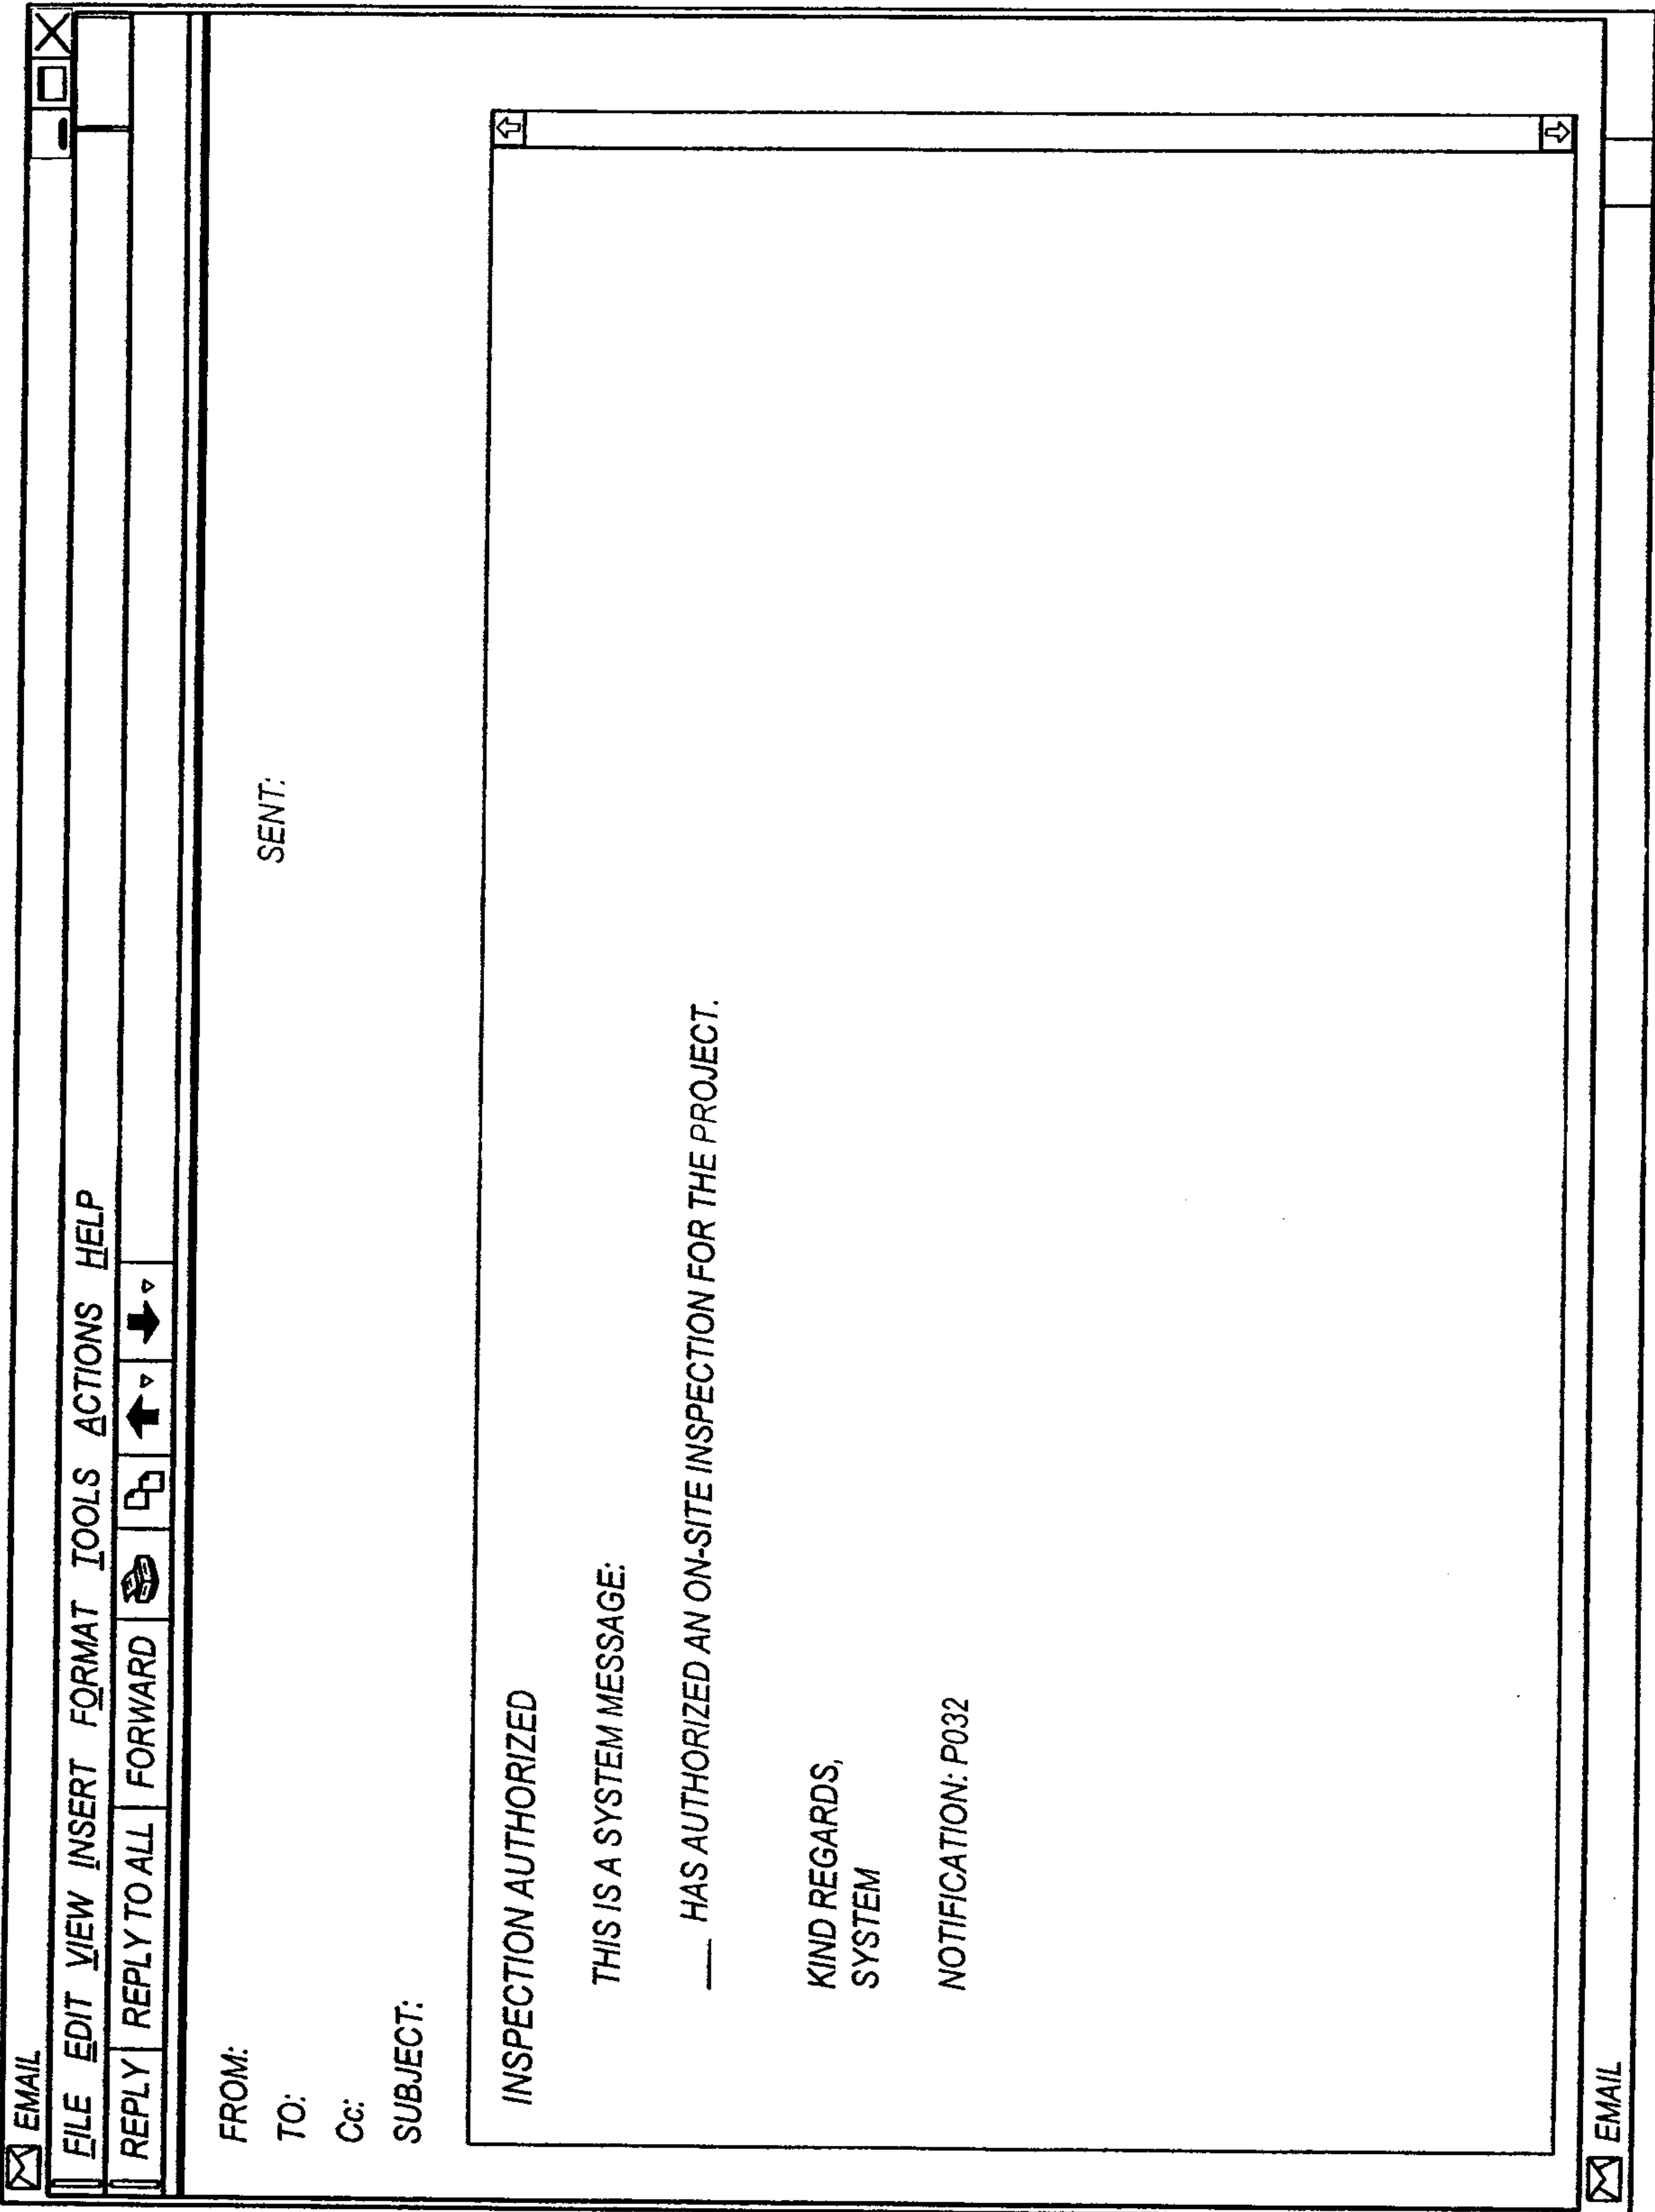 EMAIL
FILE EDIT VIEW INSERT FORMAT TOOLS ACTIONS HELP
REPLY REPLY TO ALL FORWARD
FROM:
SENT:
TO:
Cc:
SUBJECT:
INSPECTION AUTHORIZED
THIS IS A SYSTEM MESSAGE:
___ HAS AUTHORIZED AN ON-SITE INSPECTION FOR THE PROJECT.
KIND REGARDS,
SYSTEM
NOTIFICATION: P032
EMAIL